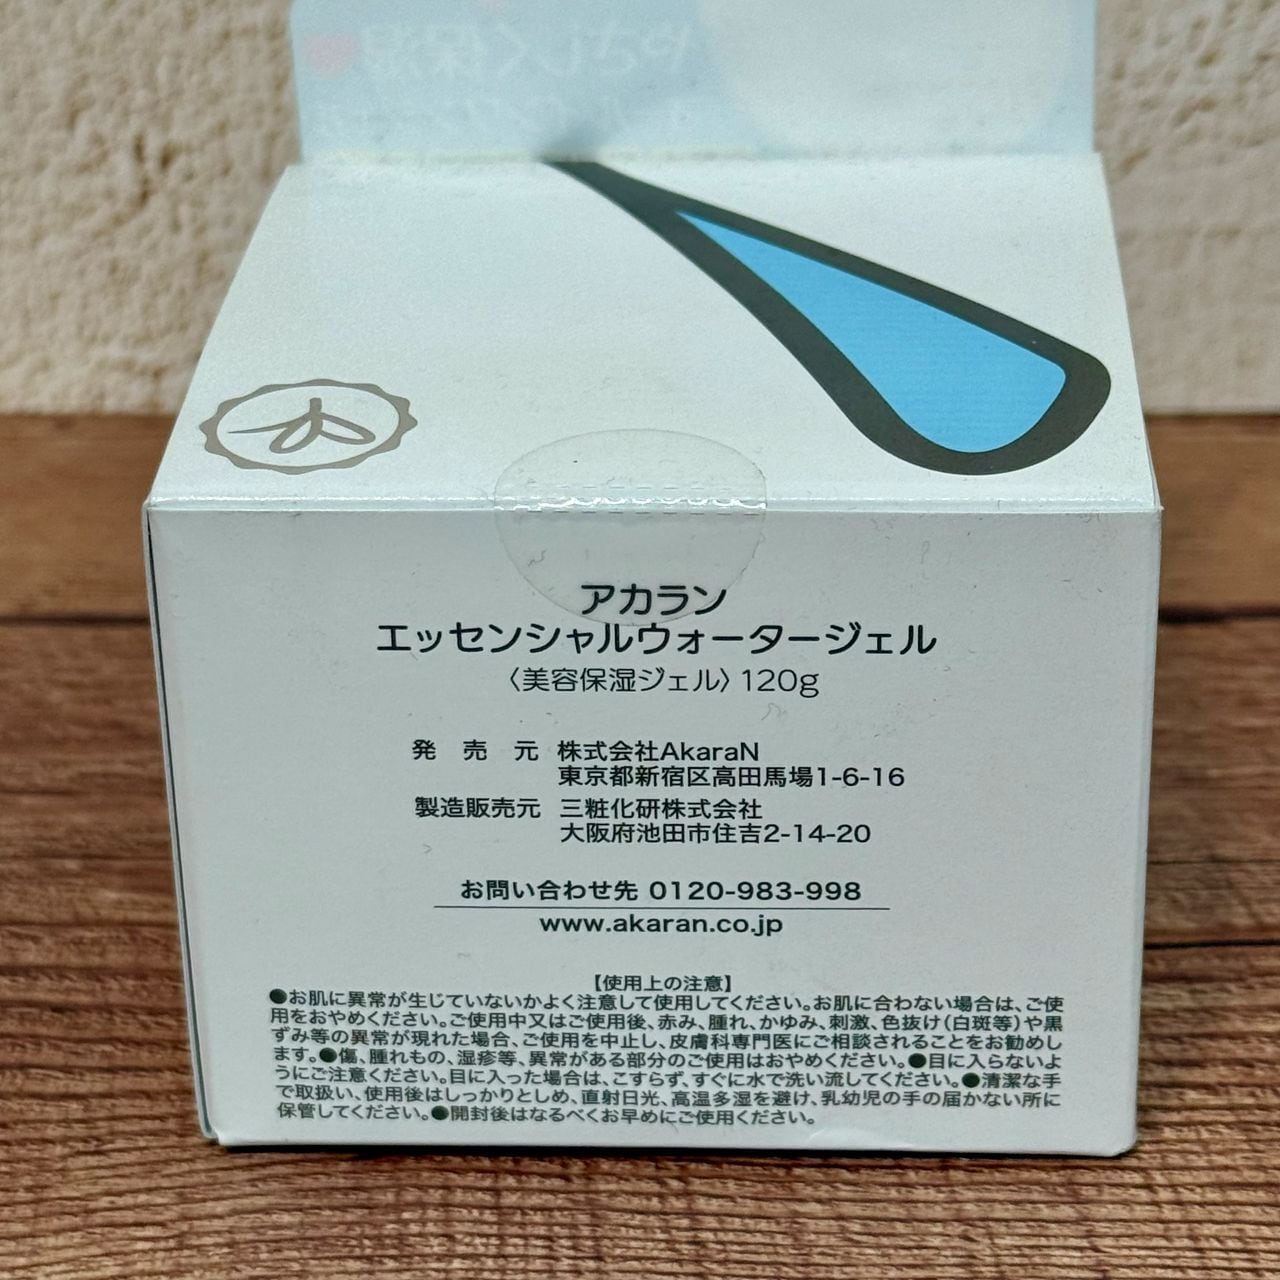 やさしく保湿
アカラン
エッセンシャルウォータージェル
〈美容保湿ジェル〉120g
発売元 株式会社AkaraN
東京都新宿区高田馬場1-6-16
製造販売元 三粧化研株式会社
大阪府池田市住吉2-14-20
お問い合わせ先 0120-983-998
www.akaran.co.jp
【使用上の注意】
●お肌に異常が生じていないかよく注意して使用してください。お肌に合わない場合は、ご使
用をおやめください。ご使用中又はご使用後、赤み、腫れ、かゆみ、刺激、色抜け(白斑等)や黒
ずみ等の異常が現れた場合、ご使用を中止し、皮膚科専門医にご相談されることをお勧めし
ます。●傷、腫れもの、湿疹等、異常がある部分のご使用はおやめください。●目に入らないよ
うにご注意ください。目に入った場合は、こすらず、すぐに水で洗い流してください。●清潔な手
で取扱い、使用後はしっかりとしめ、直射日光、高温多湿を避け、乳幼児の手の届かない所に
保管してください。●開封後はなるべくお早めにご使用ください。